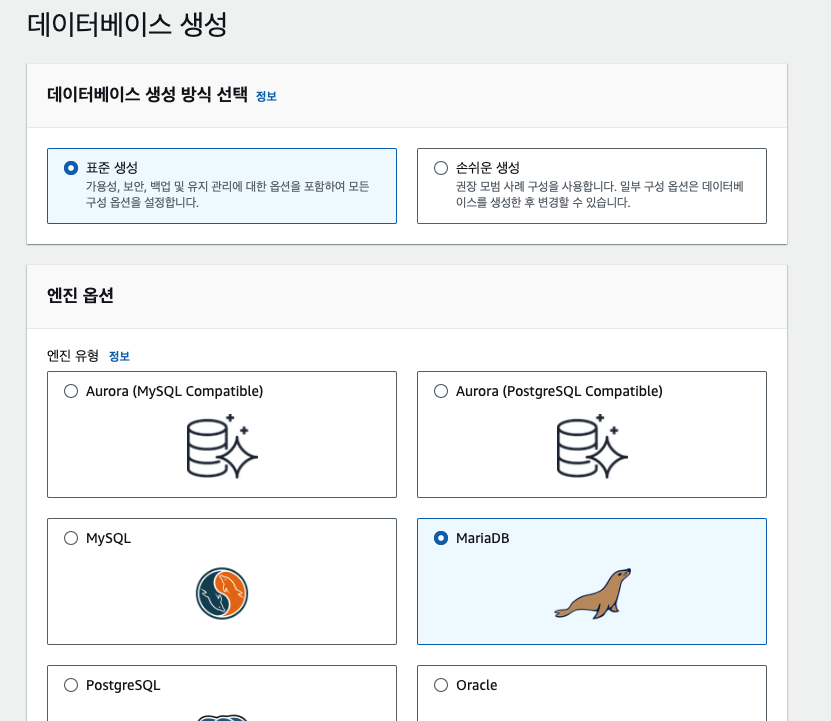 데이터베이스 생성
데이터베이스 생성 방식 선택 정보
표준 생성
가용성, 보안, 백업 및 유지 관리에 대한 옵션을 포함하여 모든
구성 옵션을 설정합니다.
손쉬운 생성
권장 모범 사례 구성을 사용합니다. 일부 구성 옵션은 데이터베
이스를 생성한 후 변경할 수 있습니다.
엔진 옵션
엔진 유형 정보
Aurora (MySQL Compatible)
Aurora (PostgreSQL Compatible)
MySQL
MariaDB
PostgreSQL
Oracle